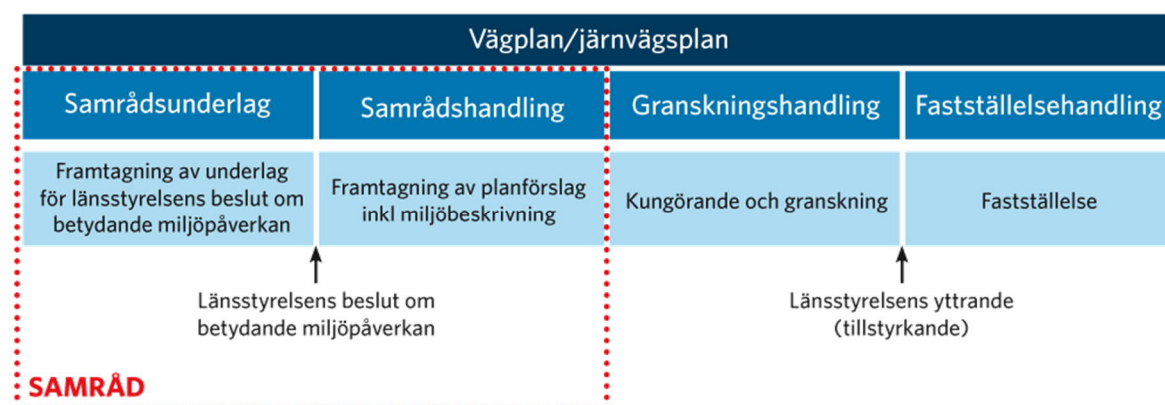 Vägplan/järnvägsplan
Samrådsunderlag
Samrådshandling
Granskningshandling
Fastställelsehandling
Framtagning av underlag
för länsstyrelsens beslut om
betydande miljöpåverkan
Framtagning av planförslag
inkl miljöbeskrivning
Kungörande och granskning
Fastställelse
Länsstyrelsens beslut om
betydande miljöpåverkan
Länsstyrelsens yttrande
(tillstyrkande)
SAMRÅD